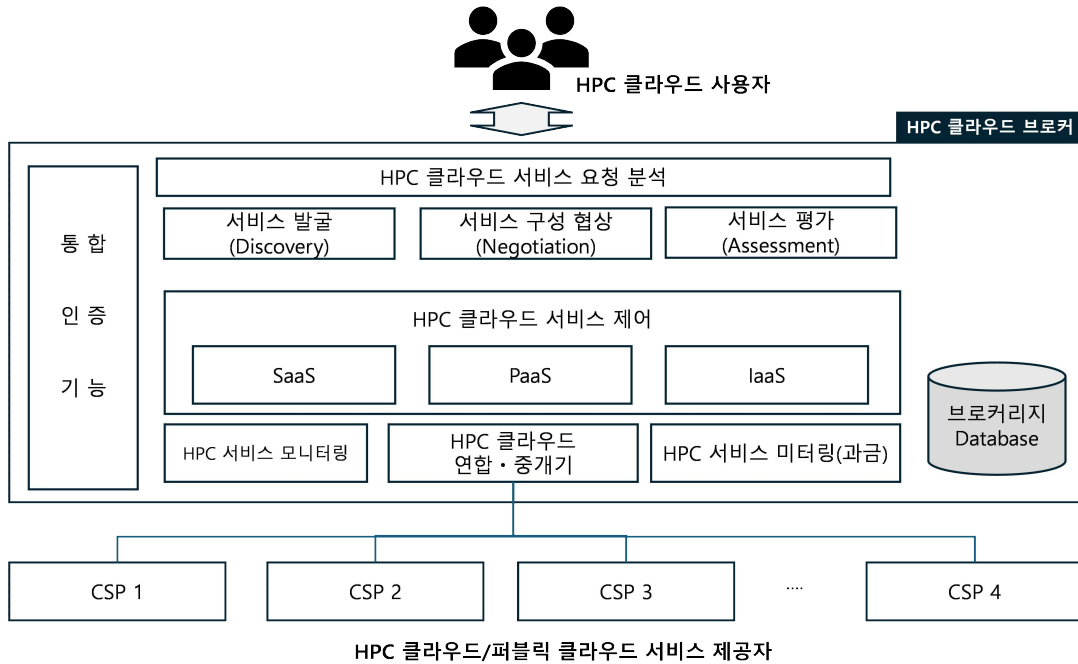 HPC 클라우드 사용자
HPC 클라우드 브로커
통 합
인 증
기 능
HPC 클라우드 서비스 요청 분석
서비스 발굴
(Discovery)
서비스 구성 협상
(Negotiation)
서비스 평가
(Assessment)
HPC 클라우드 서비스 제어
SaaS
PaaS
IaaS
HPC 서비스 모니터링
HPC 클라우드
연합・중개기
HPC 서비스 미터링(과금)
브로커리지
Database
CSP 1
CSP 2
CSP 3
....
CSP 4
HPC 클라우드/퍼블릭 클라우드 서비스 제공자